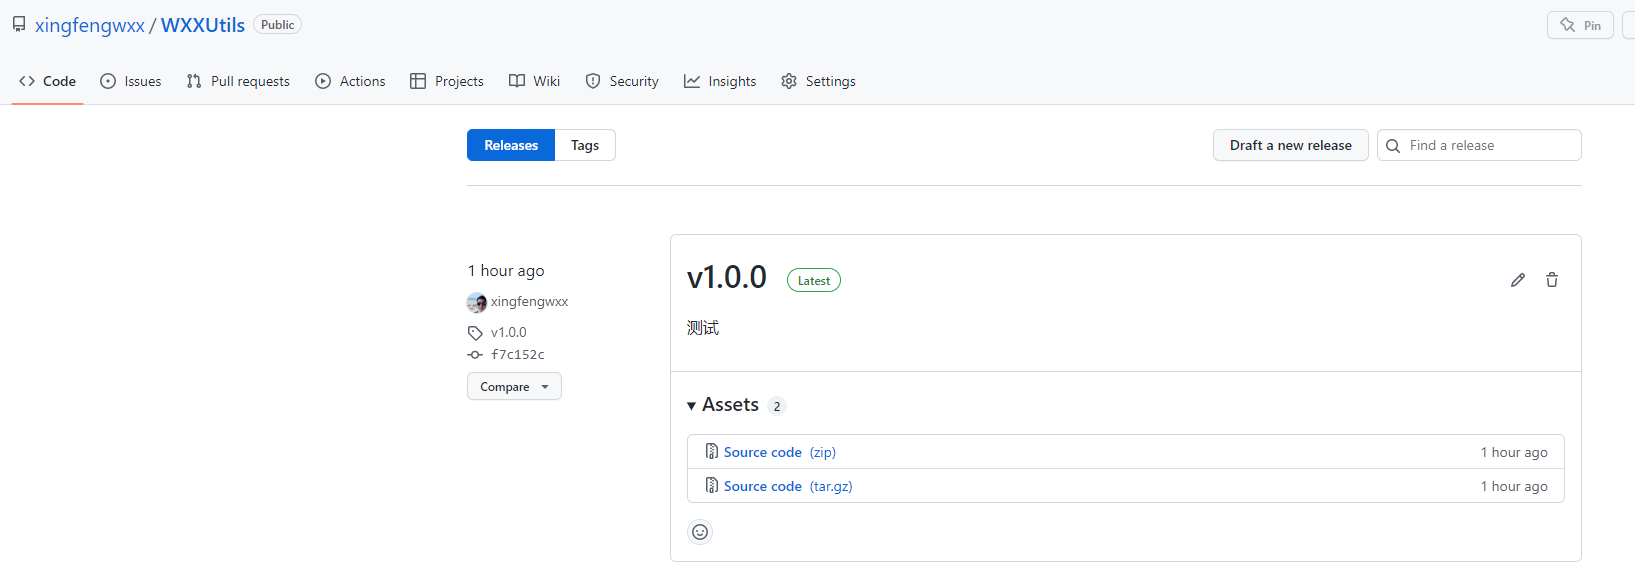 xingfengwxx / WXXUtils Public
Pin
Code Issues Pull requests Actions Projects Wiki Security Insights Settings
Releases Tags
Draft a new release
Find a release
1 hour ago
xingfengwxx
v1.0.0
f7c152c
Compare
v1.0.0 Latest
测试
Assets 2
Source code (zip) 1 hour ago
Source code (tar.gz) 1 hour ago